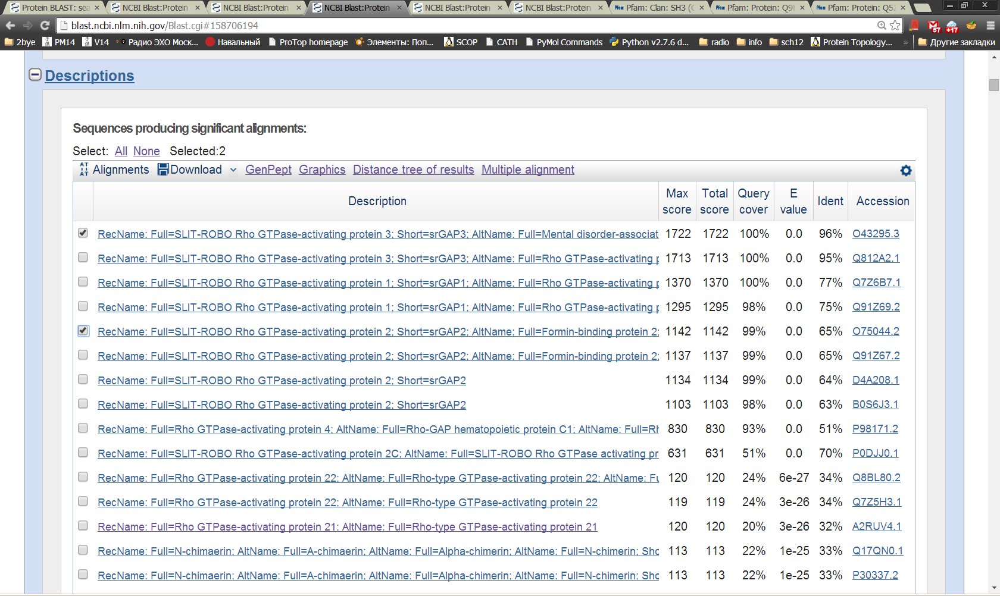 Protein BLAST: sea
NCBI Blast:Protein
NCBI Blast:Protein
NCBI Blast:Protein
NCBI Blast:Protein
NCBI Blast:Protein
Pfam: Clan: SH3 (C
Pfam: Protein: Q9P
Pfam: Protein: Q5Z
blast.ncbi.nlm.nih.gov/Blast.cgi#158706194
57
+17
2bye
PM14
V14
Радио ЭХО Моск...
Навальный
ProTop homepage
Элементы: Поп...
SCOP
CATH
PyMol Commands
Python v2.7.6 d...
radio
info
sch12
Protein Topology...
»
Другие закладки
Descriptions
Sequences producing significant alignments:
Select: All None Selected:2
Alignments Download GenPept Graphics Distance tree of results Multiple alignment
Description Max score Total score Query cover E value Ident Accession
RecName: Full=SLIT-ROBO Rho GTPase-activating protein 3; Short=srGAP3; AltName: Full=Mental disorder-associat 1722 1722 100% 0.0 96% O43295.3
RecName: Full=SLIT-ROBO Rho GTPase-activating protein 3; Short=srGAP3; AltName: Full=Rho GTPase-activating p 1713 1713 100% 0.0 95% Q812A2.1
RecName: Full=SLIT-ROBO Rho GTPase-activating protein 1; Short=srGAP1; AltName: Full=Rho GTPase-activating p 1370 1370 100% 0.0 77% Q7Z6B7.1
RecName: Full=SLIT-ROBO Rho GTPase-activating protein 1; Short=srGAP1; AltName: Full=Rho GTPase-activating p 1295 1295 98% 0.0 75% Q91Z69.2
RecName: Full=SLIT-ROBO Rho GTPase-activating protein 2; Short=srGAP2; AltName: Full=Formin-binding protein 2; 1142 1142 99% 0.0 65% O75044.2
RecName: Full=SLIT-ROBO Rho GTPase-activating protein 2; Short=srGAP2; AltName: Full=Formin-binding protein 2; 1137 1137 99% 0.0 65% Q91Z67.2
RecName: Full=SLIT-ROBO Rho GTPase-activating protein 2; Short=srGAP2 1134 1134 99% 0.0 64% D4A208.1
RecName: Full=SLIT-ROBO Rho GTPase-activating protein 2; Short=srGAP2 1103 1103 98% 0.0 63% B0S6J3.1
RecName: Full=Rho GTPase-activating protein 4; AltName: Full=Rho-GAP hematopoietic protein C1; AltName: Full=Rh 830 830 93% 0.0 51% P98171.2
RecName: Full=SLIT-ROBO Rho GTPase-activating protein 2C; AltName: Full=SLIT-ROBO Rho GTPase activating pr 631 631 51% 0.0 70% P0DJJ0.1
RecName: Full=Rho GTPase-activating protein 22; AltName: Full=Rho-type GTPase-activating protein 22; AltName: Fu 120 120 24% 6e-27 34% Q8BL80.2
RecName: Full=Rho GTPase-activating protein 22; AltName: Full=Rho-type GTPase-activating protein 22 119 119 24% 3e-26 34% Q7Z5H3.1
RecName: Full=Rho GTPase-activating protein 21; AltName: Full=Rho-type GTPase-activating protein 21 120 120 20% 3e-26 32% A2RUV4.1
RecName: Full=N-chimaerin; AltName: Full=A-chimaerin; AltName: Full=Alpha-chimerin; AltName: Full=N-chimerin; Sho 113 113 22% 1e-25 33% Q17QN0.1
RecName: Full=N-chimaerin; AltName: Full=A-chimaerin; AltName: Full=Alpha-chimerin; AltName: Full=N-chimerin; Sho 113 113 22% 1e-25 33% P30337.2